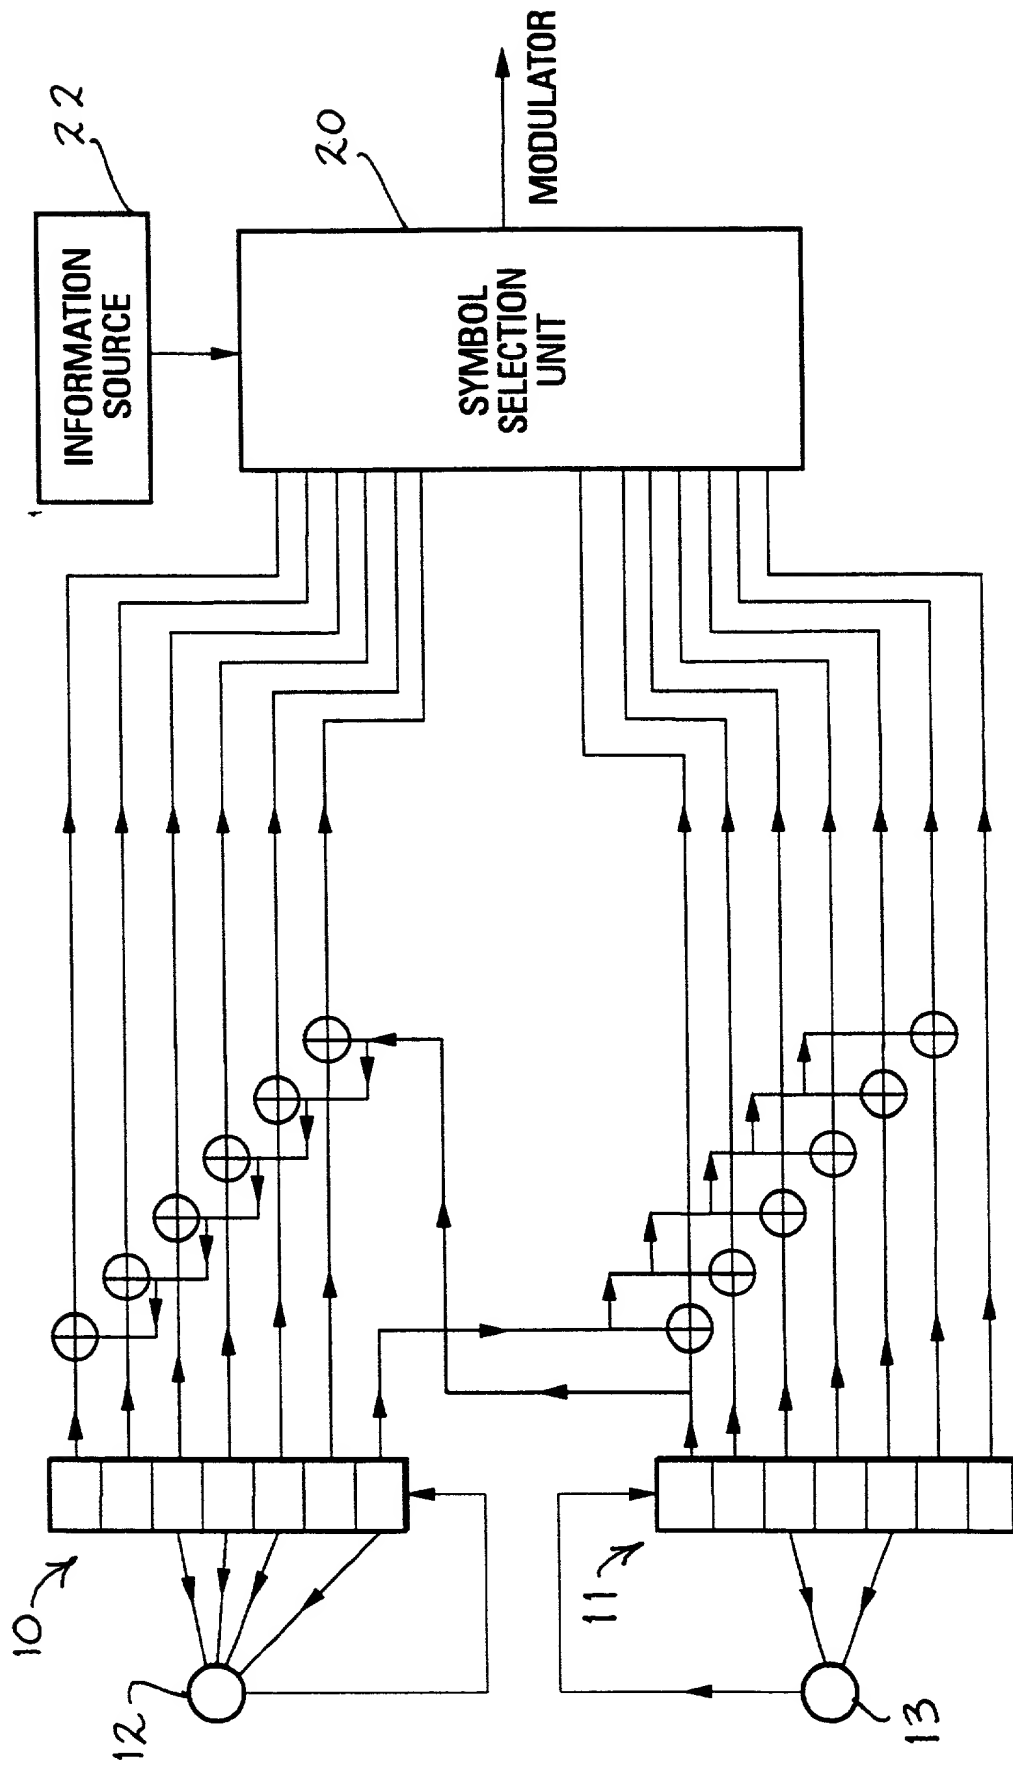 INFORMATION
SOURCE
22
SYMBOL
SELECTION
UNIT
20
MODULATOR
10
12
11
13